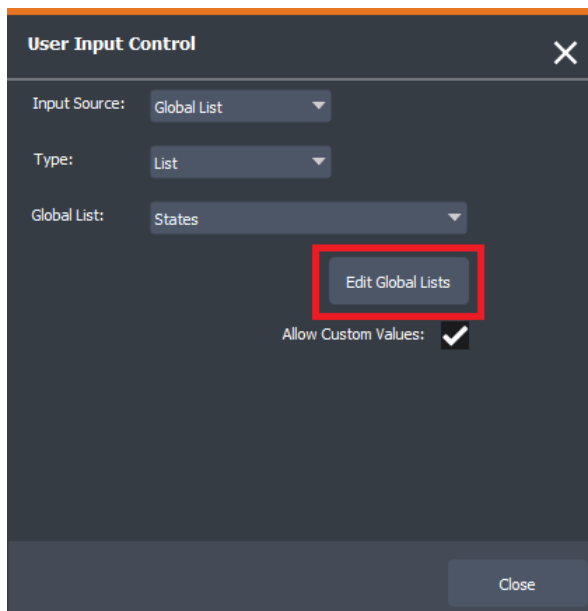 User Input Control
Input Source: Global List
Type: List
Global List: States
Edit Global Lists
Allow Custom Values:
Close